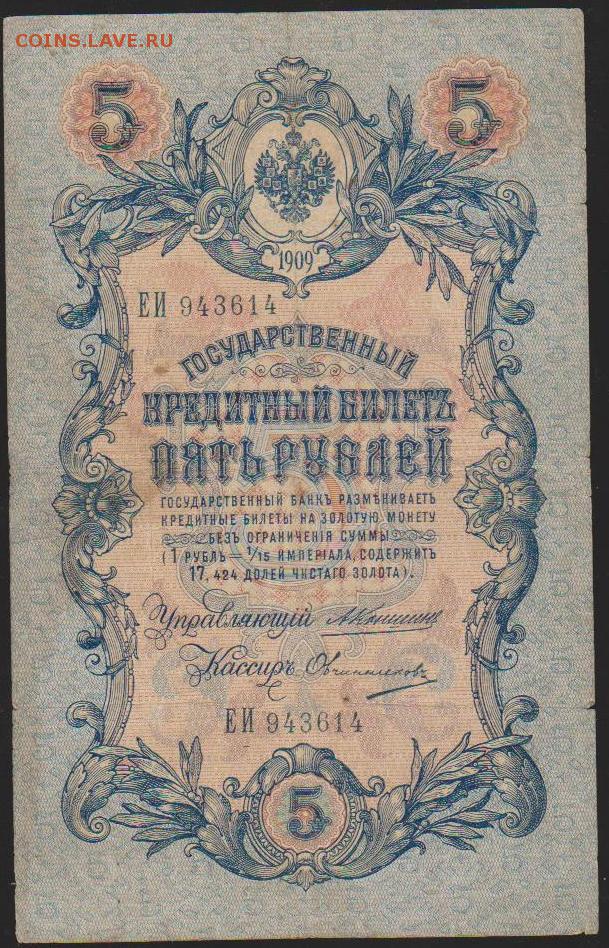 COINS.LAVE.RU
5 5
1909
ЕИ 943614
ГОСУДАРСТВЕННЫЙ
КРЕДИТНЫЙ БИЛЕТЪ
ПЯТЬ РУБЛЕЙ
ГОСУДАРСТВЕННЫЙ БАНКЪ РАЗМѢНИВАЕТЪ
КРЕДИТНЫЕ БИЛЕТЫ НА ЗОЛОТУЮ МОНЕТУ
БЕЗЪ ОГРАНИЧЕНІЯ СУММЫ
(1 РУБЛЬ — 1/15 ИМПЕРІАЛА, СОДЕРЖИТЪ
17,424 ДОЛЕЙ ЧИСТАГО ЗОЛОТА).
Управляющій АКоншинъ
Кассиръ Овчинниковъ
ЕИ 943614
5